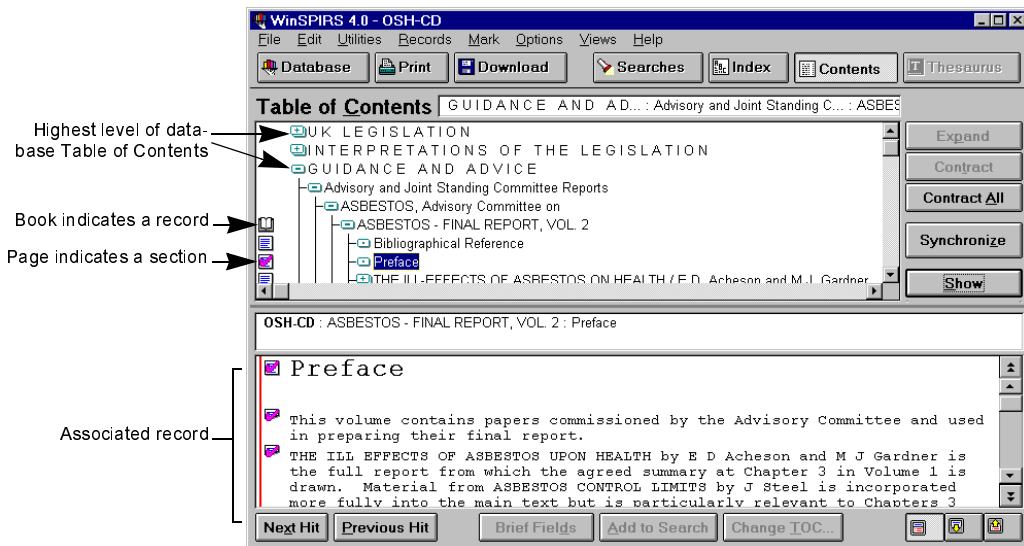 WinSPIRS 4.0 - OSH-CD
File Edit Utilities Records Mark Options Views Help
Database Print Download Searches Index Contents Thesaurus
Table of Contents GUIDANCE AND AD... : Advisory and Joint Standing C... : ASBES
Highest level of data-
base Table of Contents
UK LEGISLATION
INTERPRETATIONS OF THE LEGISLATION
GUIDANCE AND ADVICE
Advisory and Joint Standing Committee Reports
ASBESTOS, Advisory Committee on
Book indicates a record
ASBESTOS - FINAL REPORT, VOL. 2
Bibliographical Reference
Page indicates a section
Preface
THE ILL-EFFECTS OF ASBESTOS ON HEALTH / E D Acheson and M J Gardner
Expand
Contract
Contract All
Synchronize
Show
OSH-CD : ASBESTOS - FINAL REPORT, VOL. 2 : Preface
Associated record
Preface
This volume contains papers commissioned by the Advisory Committee and used
in preparing their final report.
THE ILL EFFECTS OF ASBESTOS UPON HEALTH by E D Acheson and M J Gardner is
the full report from which the agreed summary at Chapter 3 in Volume 1 is
drawn. Material from ASBESTOS CONTROL LIMITS by J Steel is incorporated
more fully into the main text but is particularly relevant to Chapters 3
Next Hit Previous Hit Brief Fields Add to Search Change TOC...